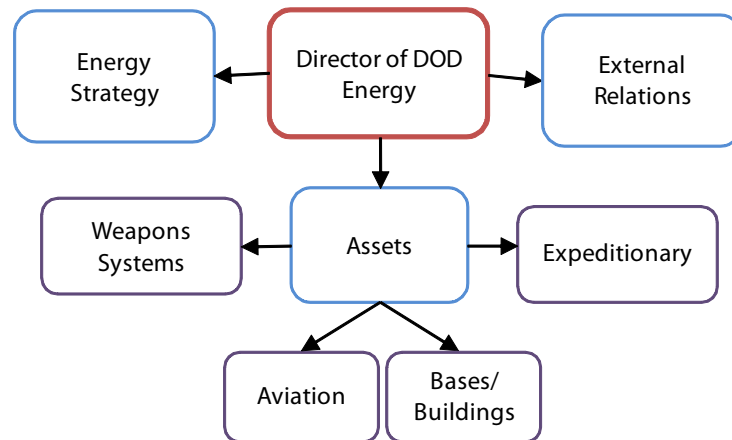 Energy
Strategy
Director of DOD
Energy
External
Relations
Weapons
Systems
Assets
Expeditionary
Aviation
Bases/
Buildings